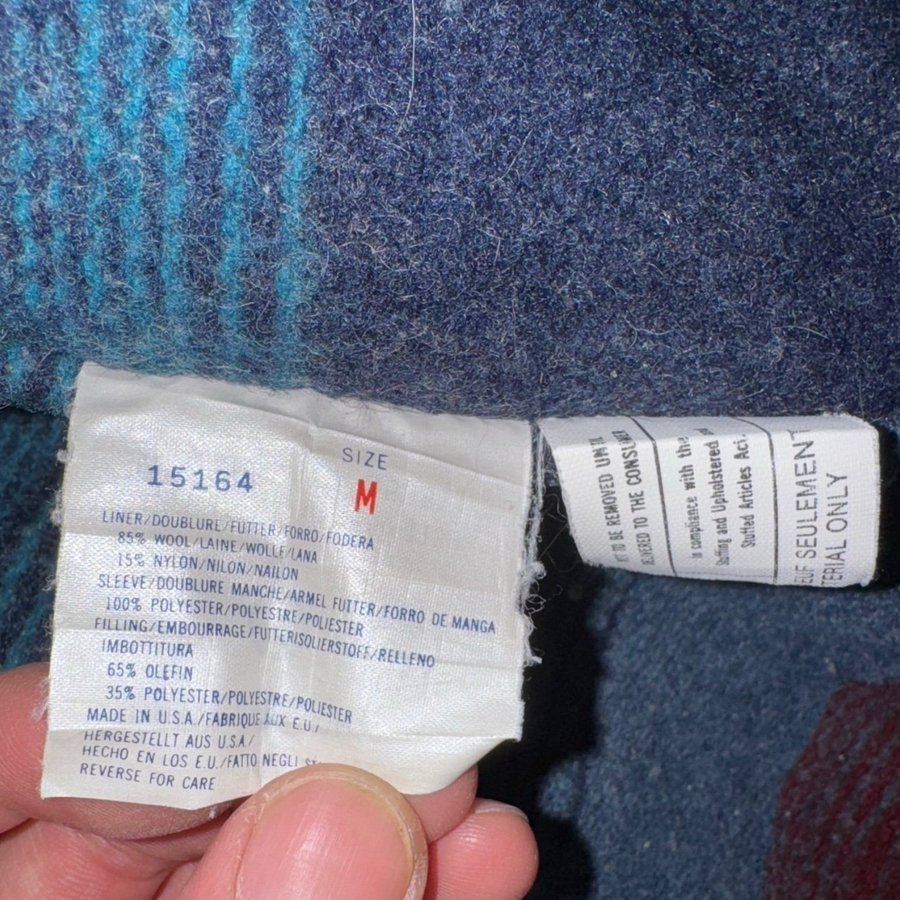 15164
SIZE
M
LINER/DOUBLURE/FUTTER/FORRO/FODERA
85% WOOL/LAINE/WOLLE/LANA
15% NYLON/NILON/NAILON
SLEEVE/DOUBLURE MANCHE/ARMEL FUTTER/FORRO DE MANGA
100% POLYESTER/POLYESTRE/POLIESTER
FILLING/EMBOURRAGE/FUTTERISOLIERSTOFF/RELLENO
IMBOTTITURA
65% OLEFIN
35% POLYESTER/POLYESTRE/POLIESTER
MADE IN U.S.A./FABRIQUE AUX E.U/
HERGESTELLT AUS U.S.A./
HECHO EN LOS E.U./FATTO NEGLI
REVERSE FOR CARE
TO BE REMOVED UNTIL
DELIVERED TO THE CONSUMER
In compliance with the
Stuffing and Upholstered
Stuffed Articles Act.
SEULEMENT
ONLY